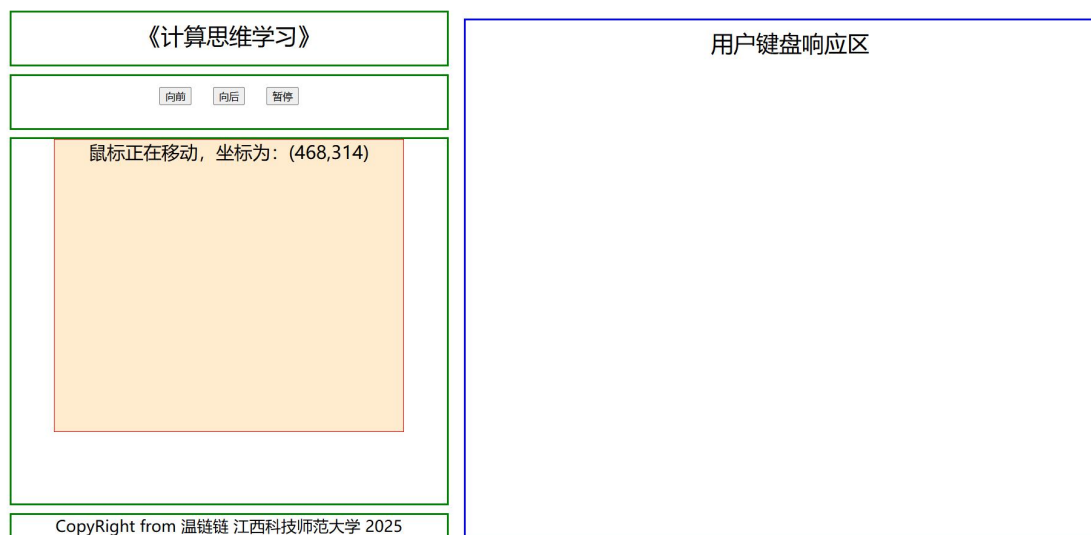 《计算思维学习》
向前 向后 暂停
鼠标正在移动，坐标为：(468,314)
CopyRight from 温链链 江西科技师范大学 2025
用户键盘响应区